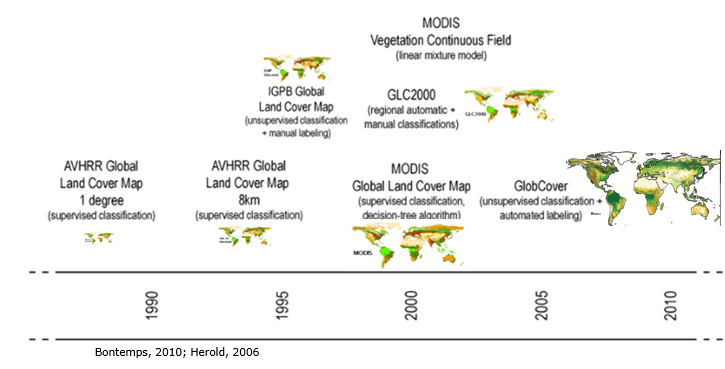 MODIS
Vegetation Continuous Field
(linear mixture model)
IGPB Global
Land Cover Map
(unsupervised classification
+ manual labeling)
GLC2000
(regional automatic +
manual classifications)
GLC2000
AVHRR Global
Land Cover Map
1 degree
(supervised classification)
AVHRR Global
Land Cover Map
8km
(supervised classification)
MODIS
Global Land Cover Map
(supervised classification,
decision-tree algorithm)
MODIS
GlobCover
(unsupervised classification +
automated labeling)
1990
1995
2000
2005
2010
Bontemps, 2010; Herold, 2006